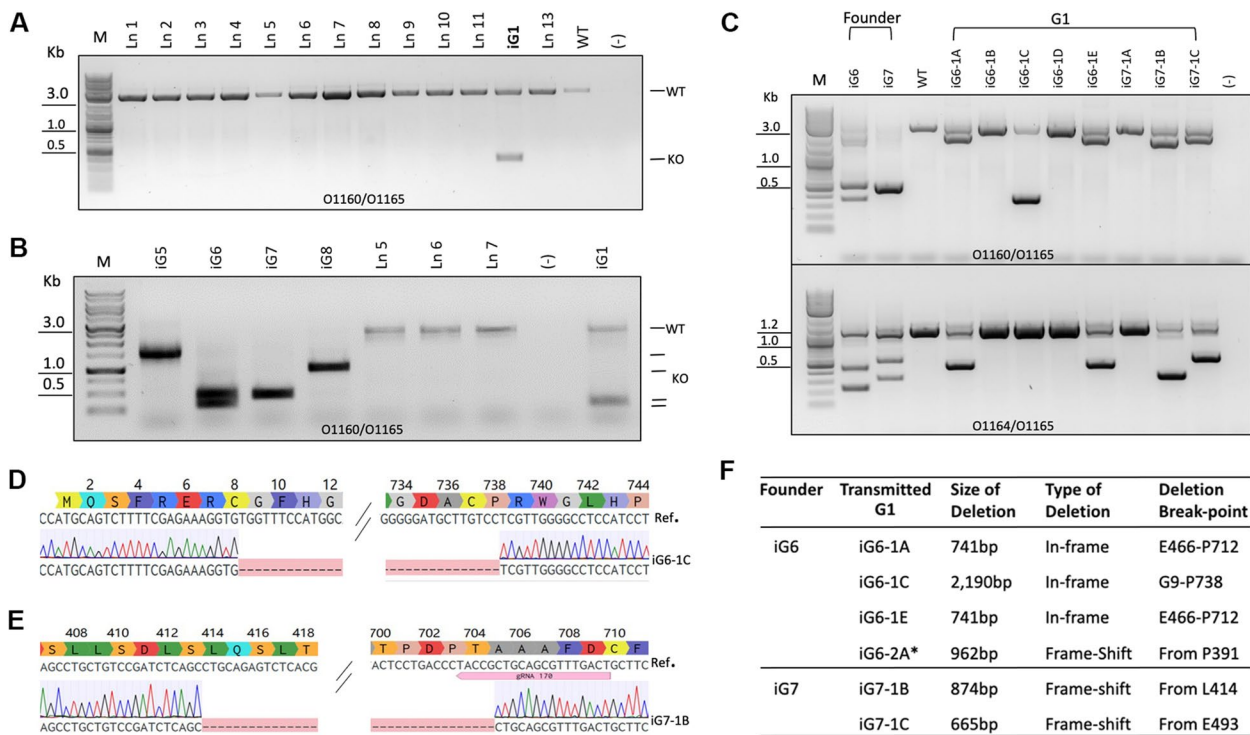 A
M Ln 1 Ln 2 Ln 3 Ln 4 Ln 5 Ln 6 Ln 7 Ln 8 Ln 9 Ln 10 Ln 11 iG1 Ln 13 WT (-)
Kb
3.0
1.0
0.5
WT
KO
O1160/O1165
B
M iG5 iG6 iG7 iG8 Ln 5 Ln 6 Ln 7 (-) iG1
Kb
3.0
1.0
0.5
WT
KO
O1160/O1165
C
Founder G1
M iG6 iG7 WT iG6-1A iG6-1B iG6-1C iG6-1D iG6-1E iG7-1A iG7-1B iG7-1C (-)
Kb
3.0
1.0
0.5
O1160/O1165
1.2
1.0
0.5
O1164/O1165
D
2 4 6 8 10 12 734 736 738 740 742 744
M Q S F R E R C G F H G G D A C P R W G L H P
CCATGCAGTCTTTTCGAGAAAGGTGTGGTTTCCATGGC // GGGGGATGCTTGTCCTCGTTGGGGCCTCCATCCT Ref.
iG6-1C
CCATGCAGTCTTTTCGAGAAAGGTG------------- ---------------TCGTTGGGGCCTCCATCCT
E
408 410 412 414 416 418 700 702 704 706 708 710
S L L S D L S L Q S L T T P D P T A A A F D C F
AGCCTGCTGTCCGATCTCAGCCTGCAGAGTCTCACG // ACTCCTGACCCTACCGCTGCAGCGTTTGACTGCTTC Ref.
gRNA 170
iG7-1B
AGCCTGCTGTCCGATCTCAGC--------------- ----------------CTGCAGCGTTTGACTGCTTC
F
Founder Transmitted G1 Size of Deletion Type of Deletion Deletion Break-point
iG6 iG6-1A 741bp In-frame E466-P712
iG6-1C 2,190bp In-frame G9-P738
iG6-1E 741bp In-frame E466-P712
iG6-2A* 962bp Frame-Shift From P391
iG7 iG7-1B 874bp Frame-shift From L414
iG7-1C 665bp Frame-shift From E493